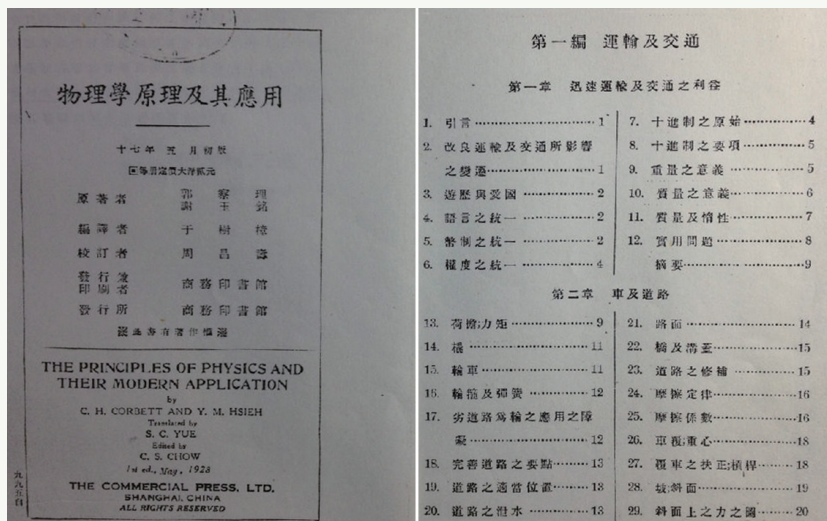 物理學原理及其應用
十七年五月初版
原著者 郭察理
謝玉銘
編譯者 于樹樟
校訂者 周昌壽
發行兼
印刷者 商務印書館
發行所 商務印書館
THE PRINCIPLES OF PHYSICS AND
THEIR MODERN APPLICATION
by
C. H. CORBETT AND Y. M. HSIEH
Translated by
S. C. YUE
Edited by
C. S. CHOW
1st ed., May, 1928
THE COMMERCIAL PRESS, LTD.
SHANGHAI, CHINA
ALL RIGHTS RESERVED
第一編 運輸及交通
第一章 迅速運輸及交通之利益
1. 引言 1
2. 改良運輸及交通所影響
之變遷 1
3. 遊歷與愛國 2
4. 語言之統一 2
5. 幣制之統一 2
6. 權度之統一 4
7. 十進制之原始 4
8. 十進制之要項 5
9. 重量之意義 5
10. 質量之意義 6
11. 質量及惰性 7
12. 實用問題 8
摘要 9
第二章 車及道路
13. 荷擔;力矩 9
14. 橇 11
15. 輪車 11
16. 輪箍及彈簧 12
17. 劣道路為輪之應用之障
礙 12
18. 完善道路之要點 13
19. 道路之適當位置 13
20. 道路之洩水 13
21. 路面 14
22. 橋及溝蓋 15
23. 道路之修補 15
24. 摩擦定律 16
25. 摩擦係數 16
26. 車覆;重心 18
27. 覆車之扶正;槓桿 18
28. 坡;斜面 19
29. 斜面上之力之圖 20